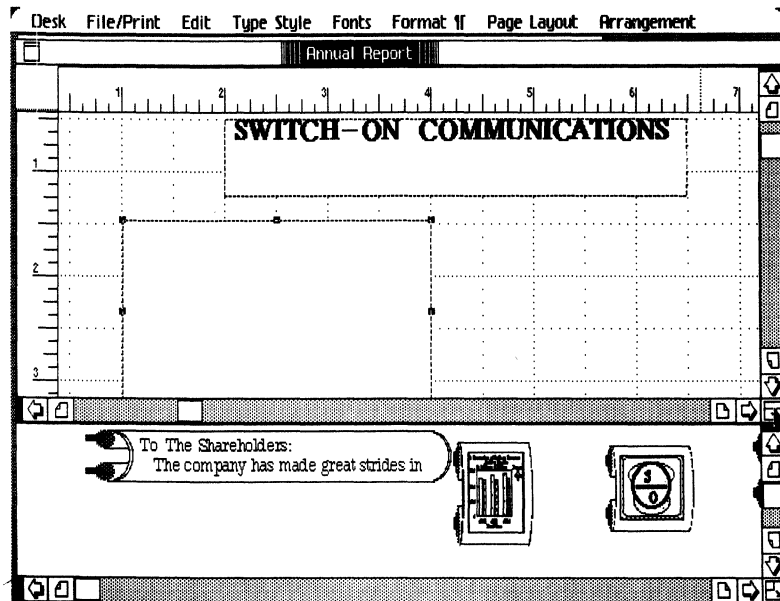 Desk File/Print Edit Type Style Fonts Format ¶ Page Layout Arrangement
Annual Report
1 2 3 4 5 6 7
SWITCH-ON COMMUNICATIONS
1
2
3
To The Shareholders:
The company has made great strides in
S
O